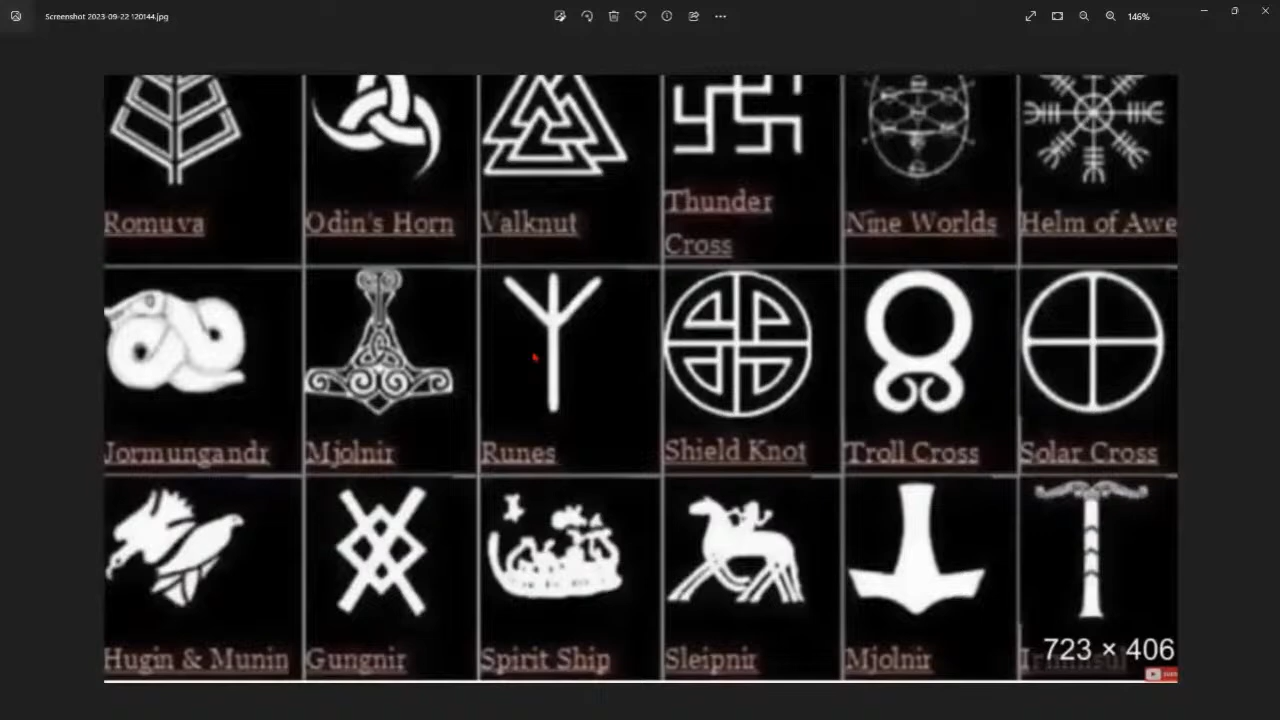 Screenshot 2023-09-22 120144.jpg
146%
Romuva
Odin's Horn
Valknut
Thunder
Cross
Nine Worlds
Helm of Awe
Jormungandr
Mjolnir
Runes
Shield Knot
Troll Cross
Solar Cross
Hugin & Munin
Gungnir
Spirit Ship
Sleipnir
Mjolnir
723 × 406